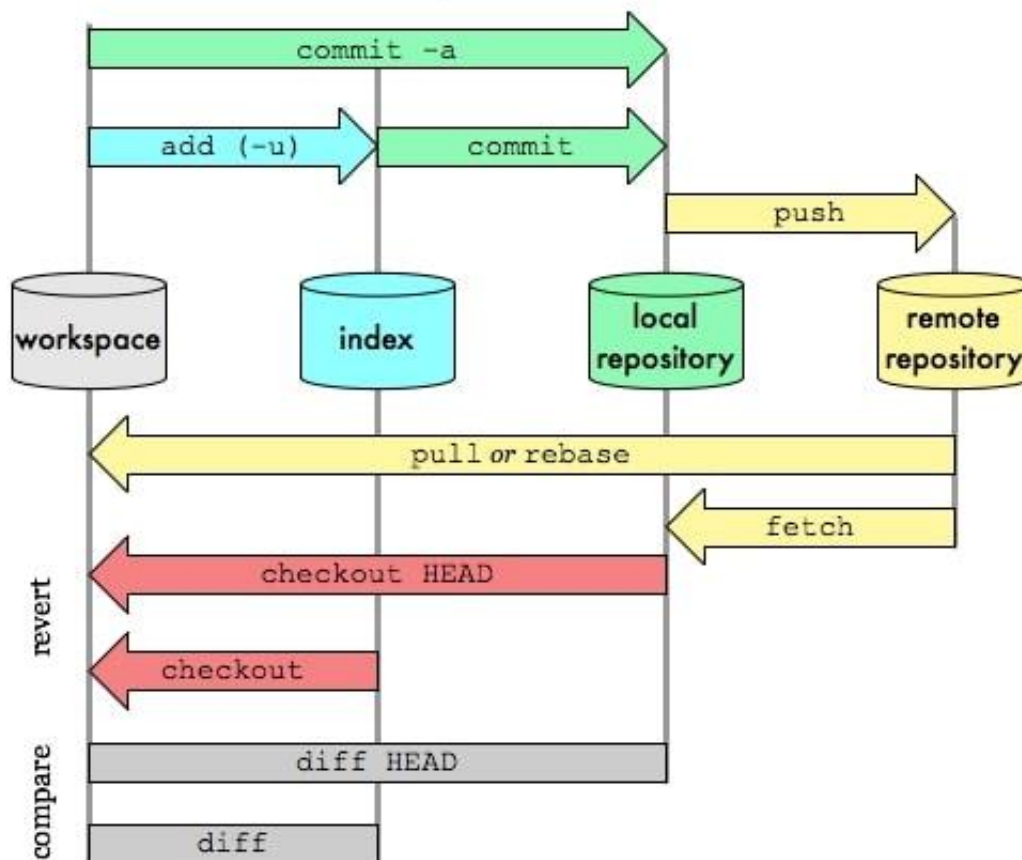 commit -a
add (-u)
commit
push
workspace
index
local
repository
remote
repository
pull or rebase
fetch
revert
checkout HEAD
checkout
compare
diff HEAD
diff